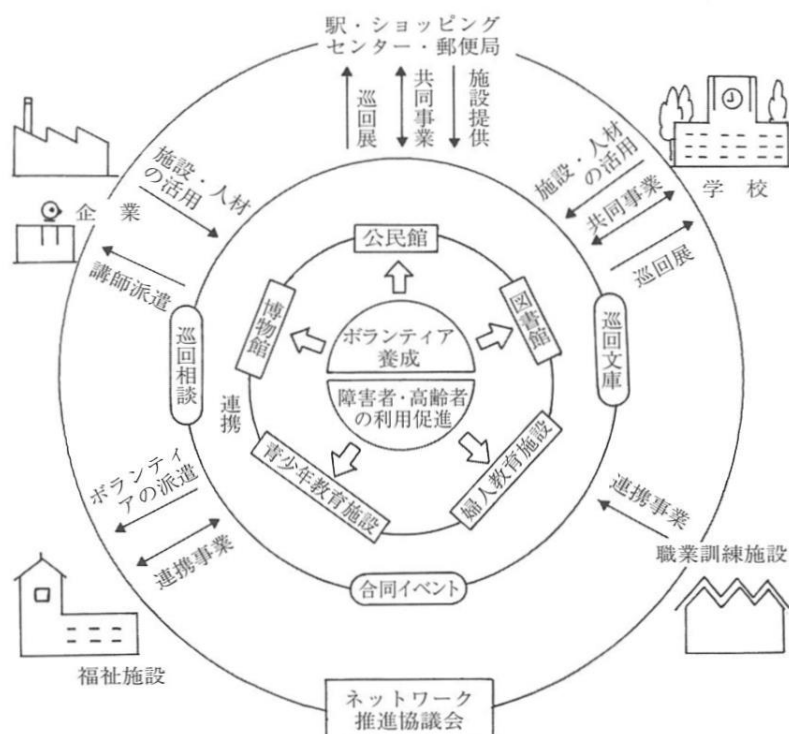 駅・ショッピング
センター・郵便局
巡回展
共同事業
施設提供
施設・人材
の活用
企業
講師派遣
施設・人材
の活用
共同事業
巡回展
学校
公民館
博物館
図書館
ボランティア
養成
障害者・高齢者
の利用促進
巡回相談
連携
巡回文庫
青少年教育施設
婦人教育施設
ボランティ
アの派遣
連携事業
連携事業
職業訓練施設
合同イベント
福祉施設
ネットワーク
推進協議会